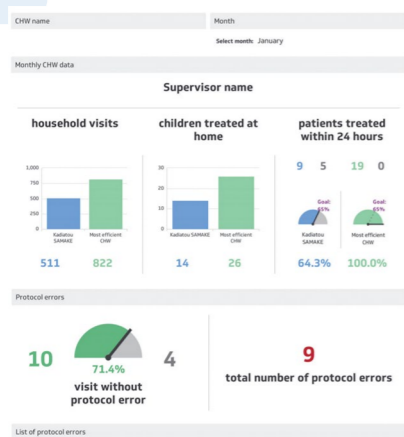 CHW name
Month
Select month: January
Monthly CHW data
Supervisor name
household visits
children treated at
home
patients treated
within 24 hours
9 5 19 0
1,000
750
500
250
0
Kadiatou
SAMAKE
Most efficient
CHW
30
20
10
0
Kadiatou SAMAKE
Most efficient
CHW
Goal:
65%
Kadiatou
SAMAKE
Goal:
65%
Most efficient
CHW
511
822
14
26
64.3%
100.0%
Protocol errors
10
71.4%
4
visit without
protocol error
9
total number of protocol errors
List of protocol errors